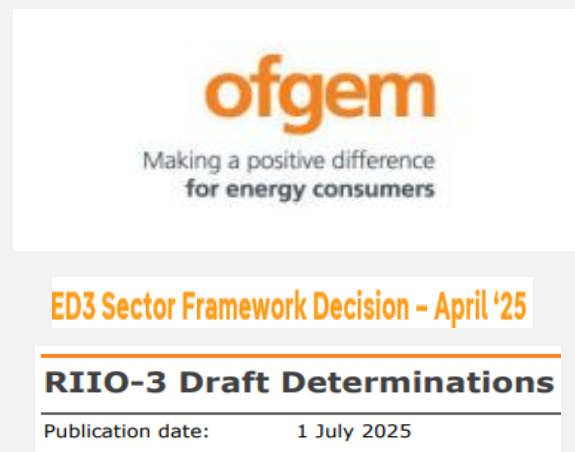 ofgem
Making a positive difference
for energy consumers
ED3 Sector Framework Decision – April ‘25
RIIO-3 Draft Determinations
Publication date: 1 July 2025